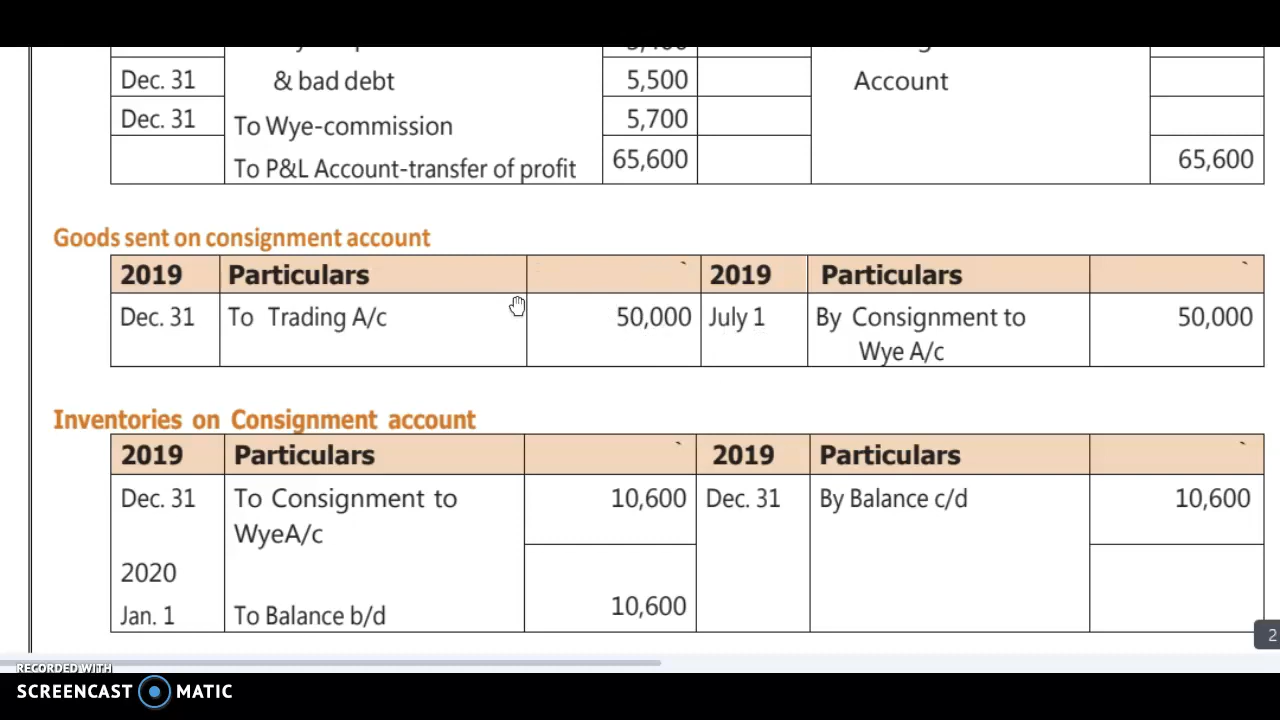 Dec. 31 & bad debt 5,500 Account
Dec. 31 To Wye-commission 5,700
To P&L Account-transfer of profit 65,600 65,600
Goods sent on consignment account
2019 Particulars ` 2019 Particulars `
Dec. 31 To Trading A/c 50,000 July 1 By Consignment to 50,000
Wye A/c
Inventories on Consignment account
2019 Particulars ` 2019 Particulars `
Dec. 31 To Consignment to 10,600 Dec. 31 By Balance c/d 10,600
WyeA/c
2020
Jan. 1 To Balance b/d 10,600
2
RECORDED WITH
SCREENCAST MATIC